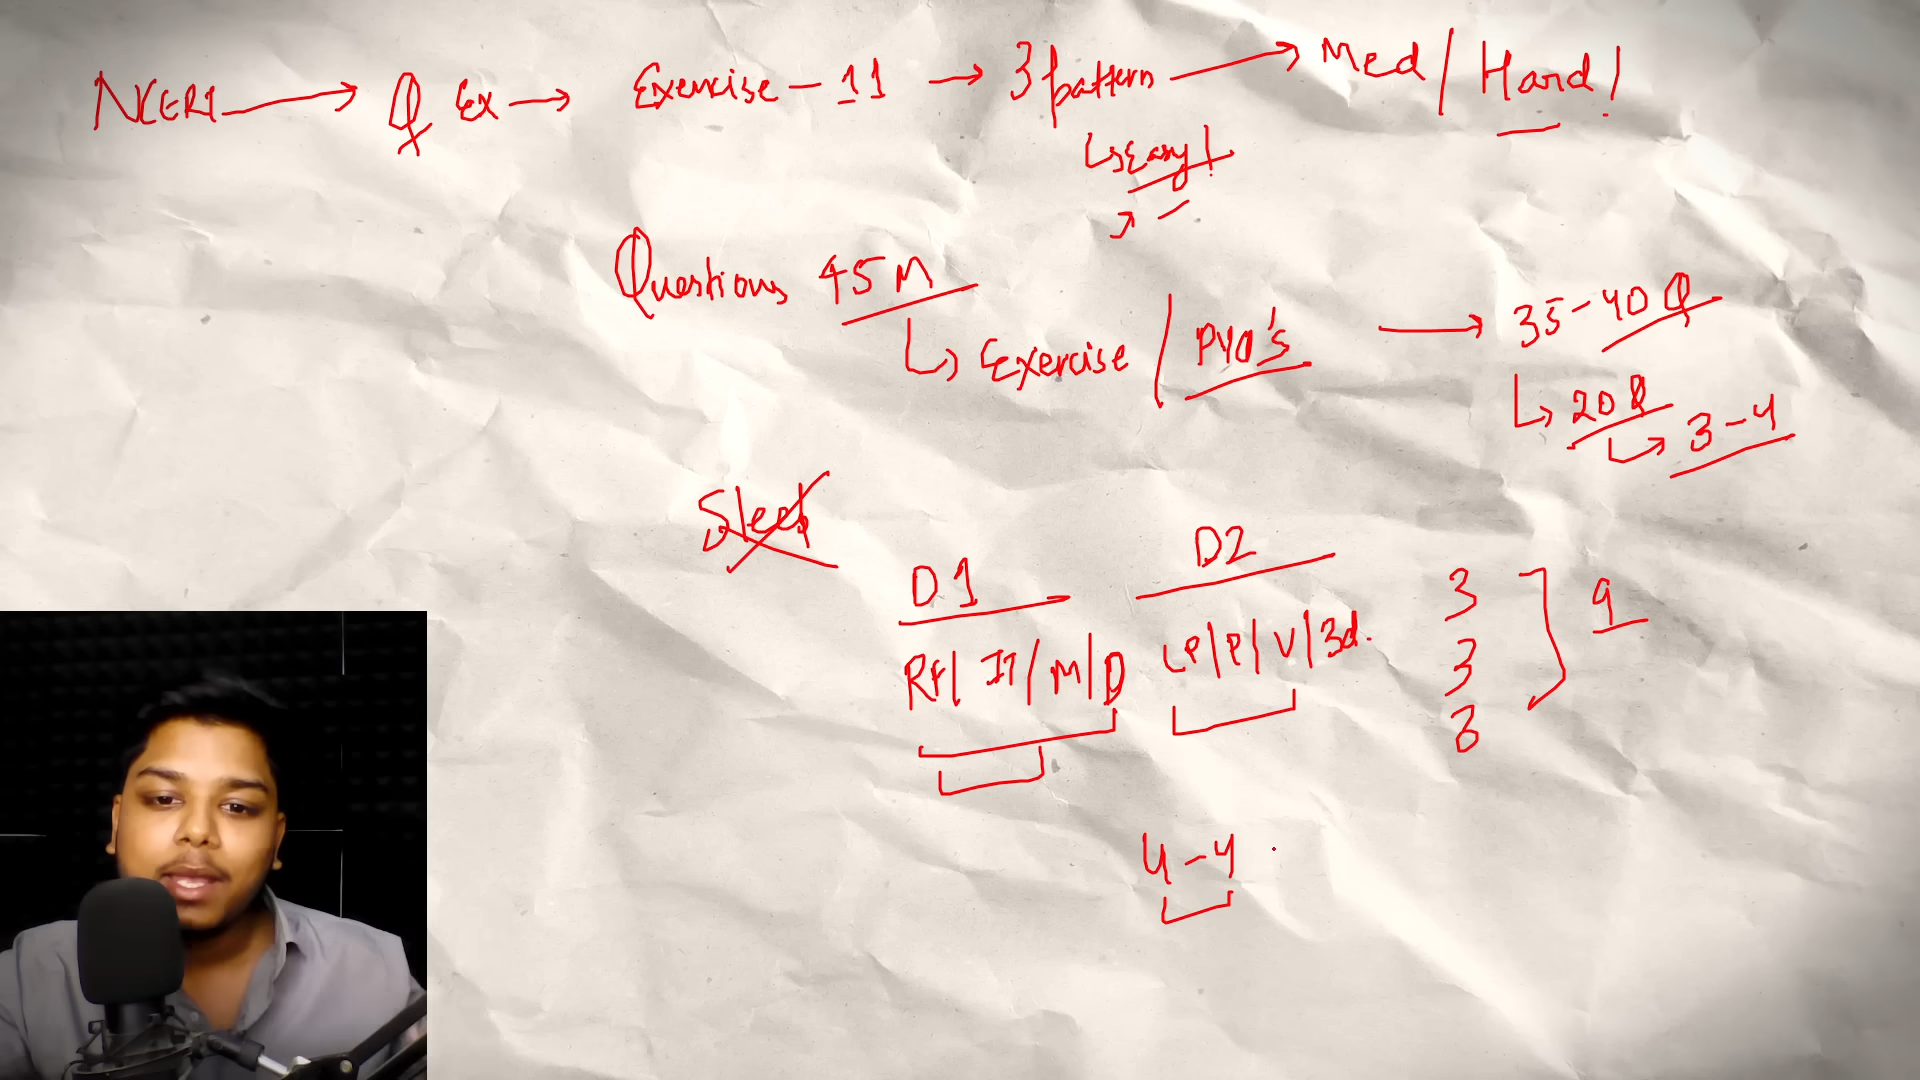 NCERT → Q Ex → Exercise - 11 → 3 pattern → Med / Hard!
↳ Easy!
Questions 45 M
↳ Exercise / PYQ's → 35-40 Q
↳ 20 Q
↳ 3-4
D1
D2
RF/ IT / M / D
LP / P / V / 3d.
3
3
3
9
4 - 4